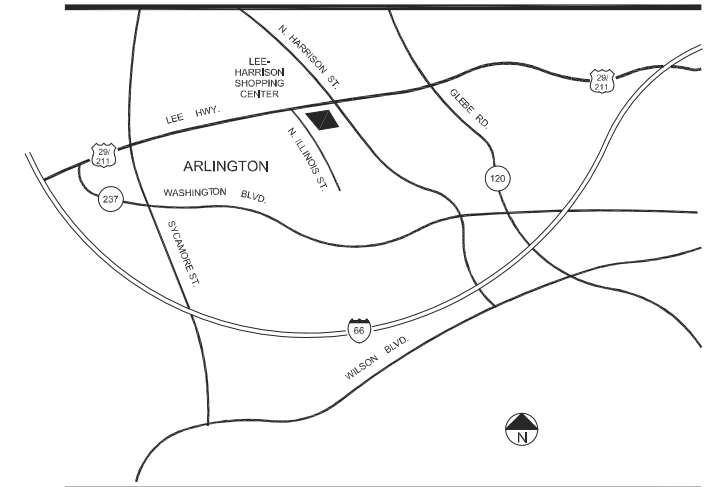 N. HARRISON ST.
LEE-
HARRISON
SHOPPING
CENTER
29/
211
GLEBE RD.
LEE HWY.
N. ILLINOIS ST.
29/
211
ARLINGTON
120
237
WASHINGTON BLVD.
SYCAMORE ST.
66
WILSON BLVD.
N